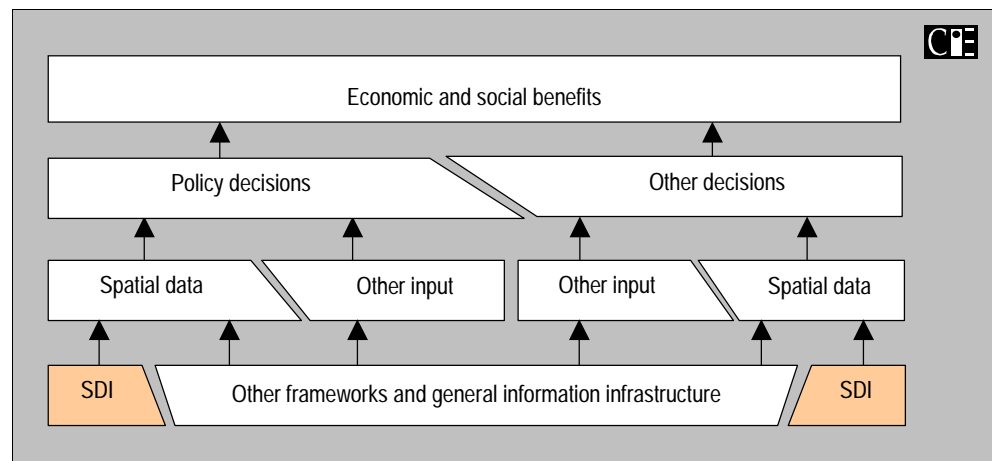 CIE
Economic and social benefits
Policy decisions
Other decisions
Spatial data
Other input
Other input
Spatial data
SDI
Other frameworks and general information infrastructure
SDI